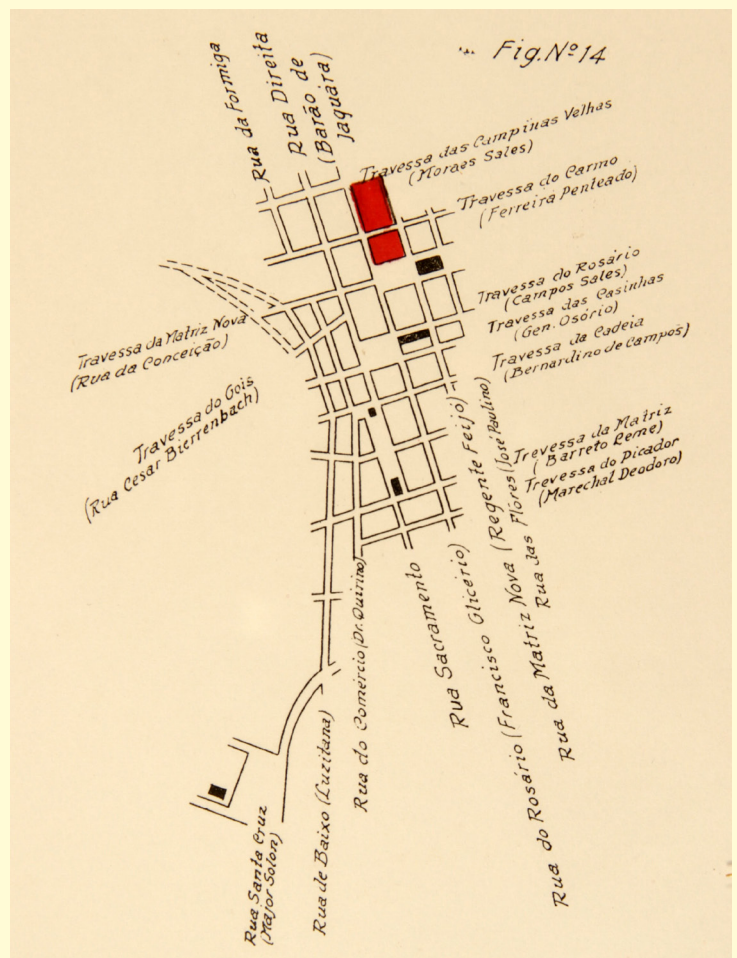 Fig. Nº 14
Rua da Formiga
Rua Direita
(Barão de
Jaguara)
Travessa das Campinas Velhas
(Moraes Sales)
Travessa do Carmo
(Ferreira Penteado)
Travessa do Rosário
(Campos Sales)
Travessa das Casinhas
(Gen. Osório)
Travessa da Cadeia
(Bernardino de Campos)
Travessa da Matriz Nova
(Rua da Conceição)
Travessa do Gois
(Rua Cesar Bierrenbach)
Trevessa da Matriz
(Barreto Leme)
Trevessa do Picador
(Marechal Deodoro)
Rua Santa Cruz
(Major Solon)
Rua de Baixo (Luzitana)
Rua do Comércio (Dr. Quirino)
Rua Sacramento
Rua do Rosário (Francisco Glicério)
Rua da Matriz Nova (Regente Feijó)
Rua das Flores (José Paulino)